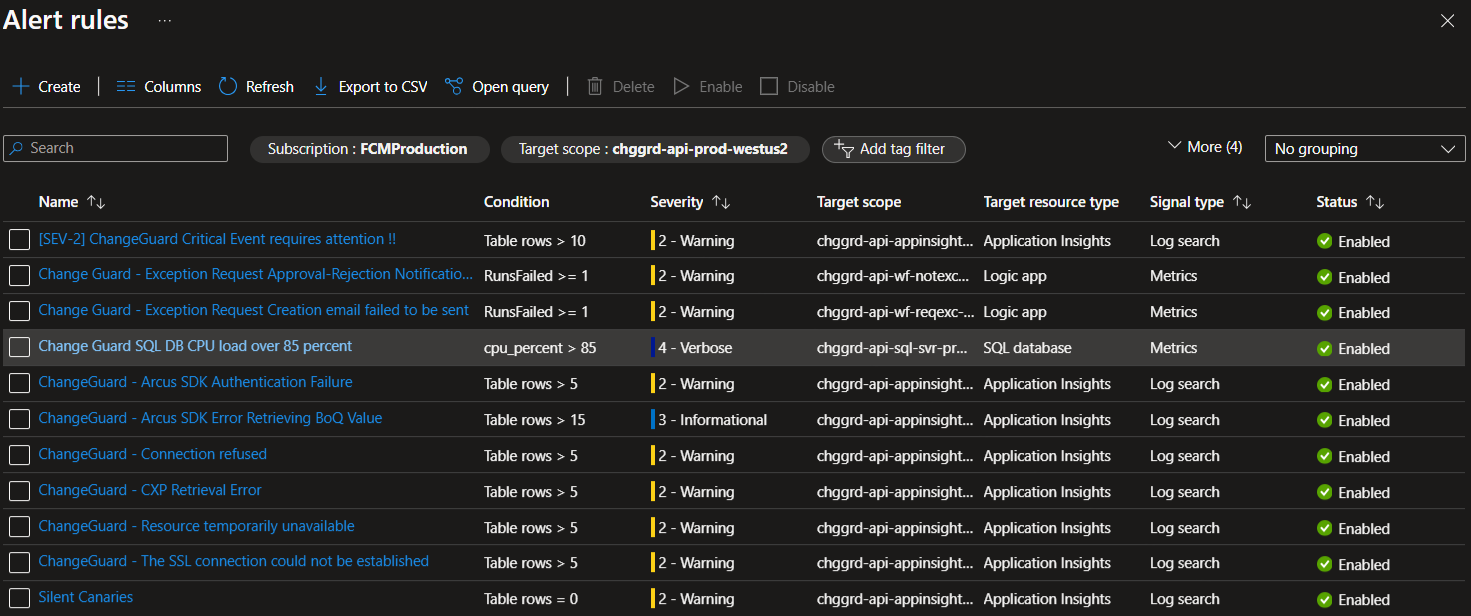 Alert rules ...
Create | Columns Refresh Export to CSV Open query | Delete Enable Disable
Search Subscription : FCMProduction Target scope : chggrd-api-prod-westus2 Add tag filter More (4) No grouping
Name Condition Severity Target scope Target resource type Signal type Status
[SEV-2] ChangeGuard Critical Event requires attention !! Table rows > 10 2 - Warning chggrd-api-appinsight... Application Insights Log search Enabled
Change Guard - Exception Request Approval-Rejection Notificatio... RunsFailed >= 1 2 - Warning chggrd-api-wf-notexc... Logic app Metrics Enabled
Change Guard - Exception Request Creation email failed to be sent RunsFailed >= 1 2 - Warning chggrd-api-wf-reqexc-... Logic app Metrics Enabled
Change Guard SQL DB CPU load over 85 percent cpu_percent > 85 4 - Verbose chggrd-api-sql-svr-pr... SQL database Metrics Enabled
ChangeGuard - Arcus SDK Authentication Failure Table rows > 5 2 - Warning chggrd-api-appinsight... Application Insights Log search Enabled
ChangeGuard - Arcus SDK Error Retrieving BoQ Value Table rows > 15 3 - Informational chggrd-api-appinsight... Application Insights Log search Enabled
ChangeGuard - Connection refused Table rows > 5 2 - Warning chggrd-api-appinsight... Application Insights Log search Enabled
ChangeGuard - CXP Retrieval Error Table rows > 5 2 - Warning chggrd-api-appinsight... Application Insights Log search Enabled
ChangeGuard - Resource temporarily unavailable Table rows > 5 2 - Warning chggrd-api-appinsight... Application Insights Log search Enabled
ChangeGuard - The SSL connection could not be established Table rows > 5 2 - Warning chggrd-api-appinsight... Application Insights Log search Enabled
Silent Canaries Table rows = 0 2 - Warning chggrd-api-appinsight... Application Insights Log search Enabled